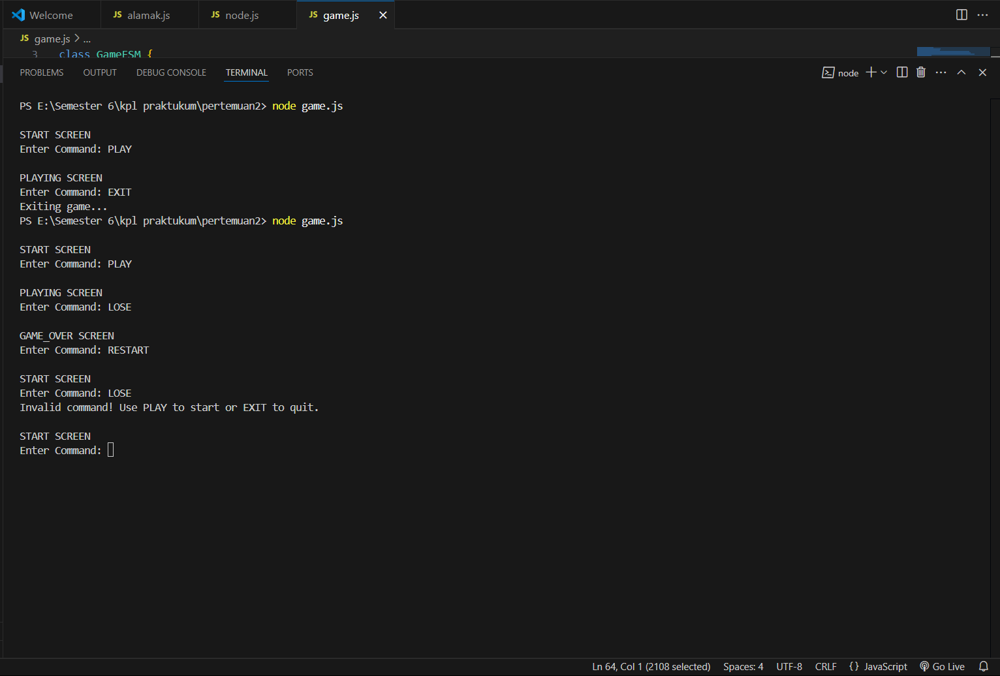 Welcome
JS alamak.js
JS node.js
JS game.js
JS game.js > ...
3 class GameFSM {
PROBLEMS OUTPUT DEBUG CONSOLE TERMINAL PORTS
node
PS E:\Semester 6\kpl praktukum\pertemuan2> node game.js
START SCREEN
Enter Command: PLAY
PLAYING SCREEN
Enter Command: EXIT
Exiting game...
PS E:\Semester 6\kpl praktukum\pertemuan2> node game.js
START SCREEN
Enter Command: PLAY
PLAYING SCREEN
Enter Command: LOSE
GAME_OVER SCREEN
Enter Command: RESTART
START SCREEN
Enter Command: LOSE
Invalid command! Use PLAY to start or EXIT to quit.
START SCREEN
Enter Command:
Ln 64, Col 1 (2108 selected) Spaces: 4 UTF-8 CRLF {} JavaScript Go Live